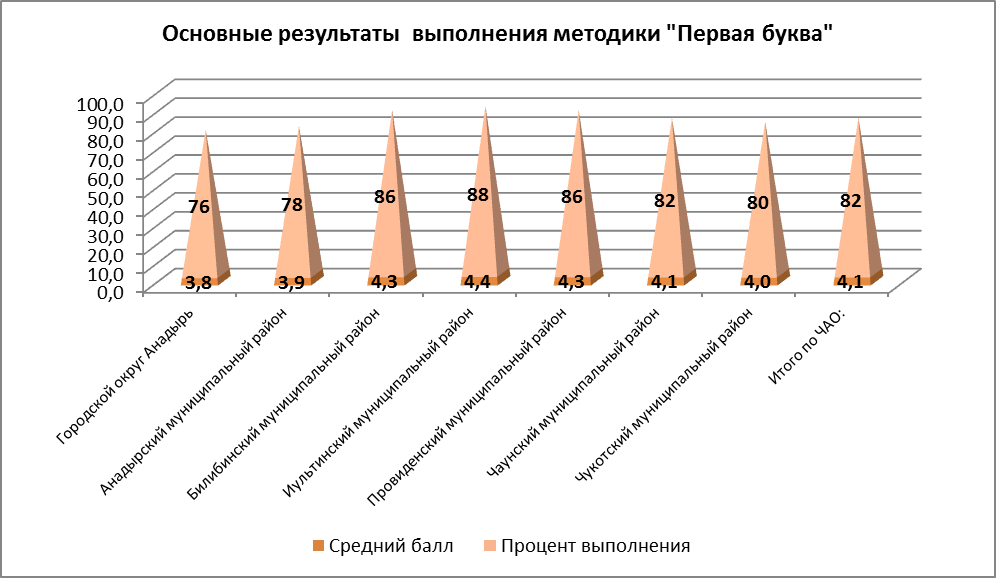 Основные результаты  выполнения методики "Первая буква"
100,0
90,0
80,0
70,0
60,0
50,0
40,0
30,0
20,0
10,0
0,0
76
78
86
88
86
82
80
82
3,8
3,9
4,3
4,4
4,3
4,1
4,0
4,1
Городской округ Анадырь
Анадырский муниципальный район
Билибинский муниципальный район
Иультинский муниципальный район
Провиденский муниципальный район
Чаунский муниципальный район
Чукотский муниципальный район
Итого по ЧАО:
Средний балл
Процент выполнения